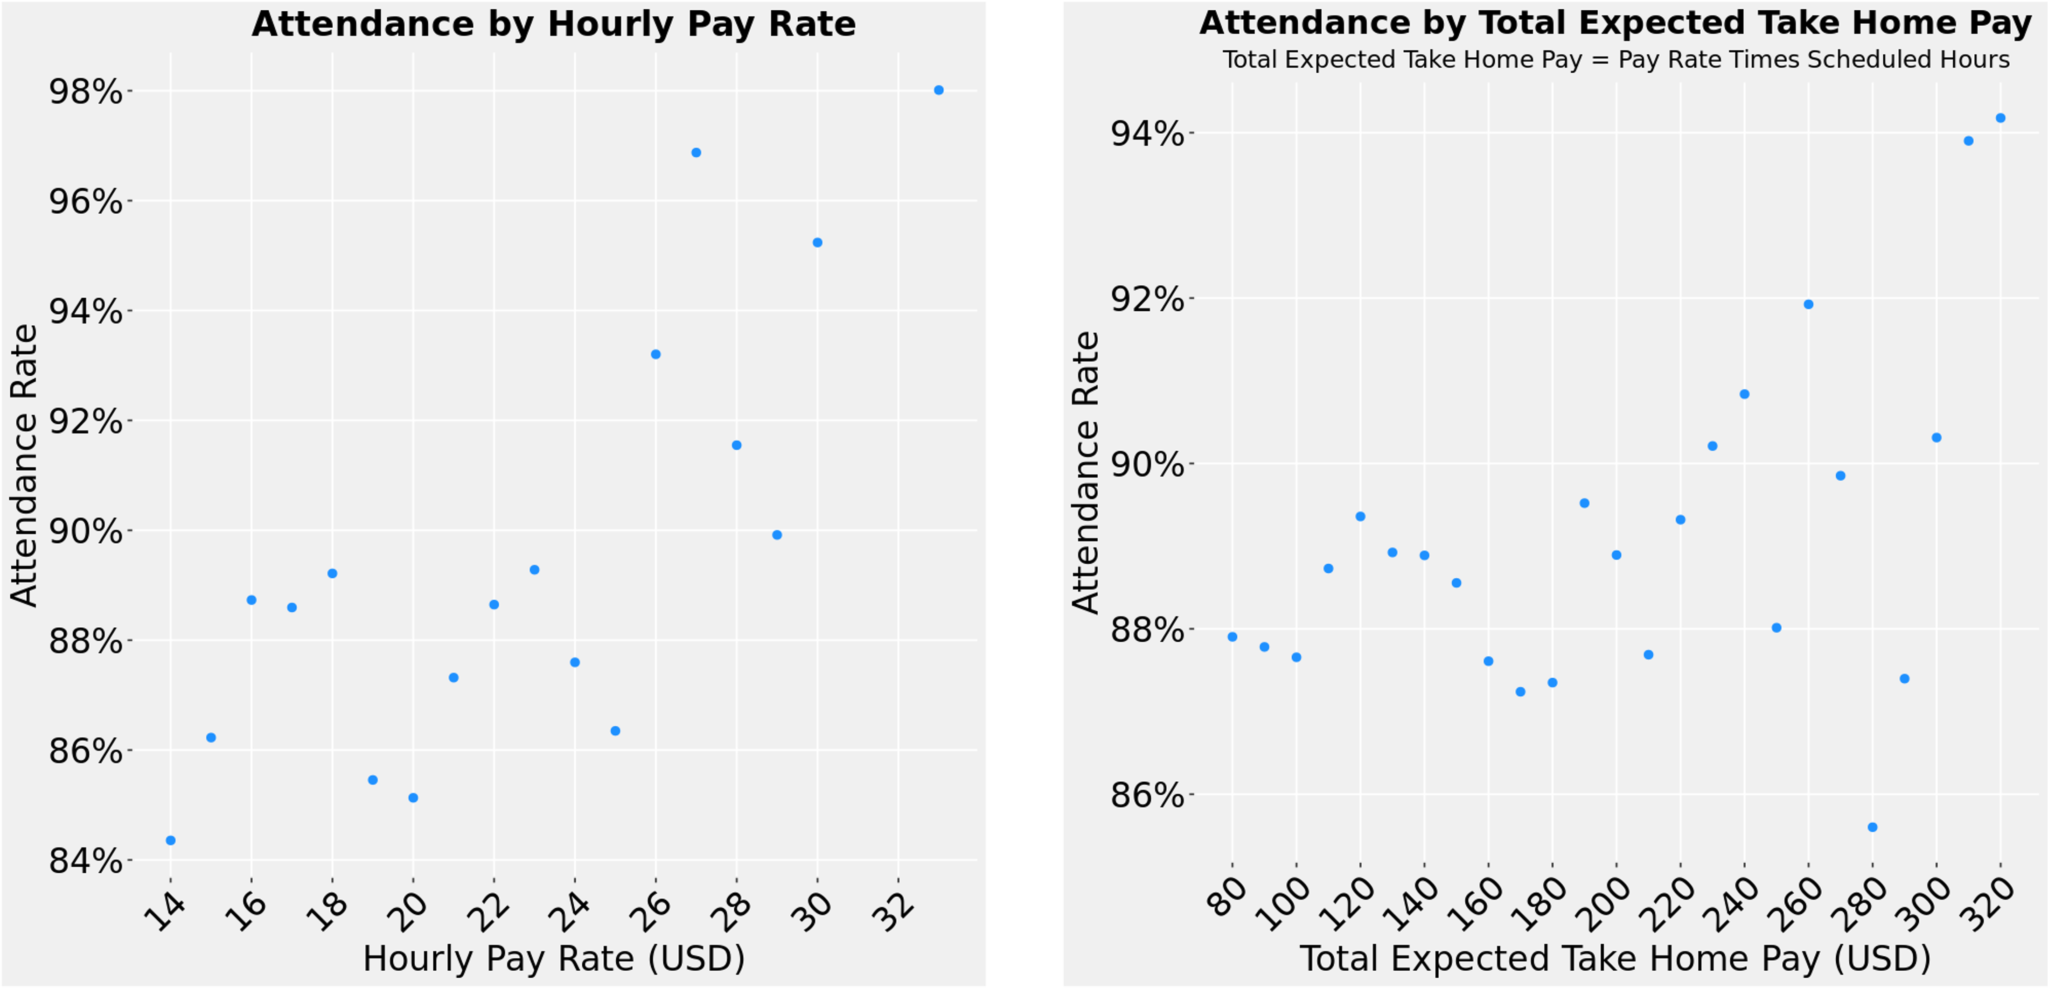 Attendance by Hourly Pay Rate
98%
96%
94%
92%
90%
88%
86%
84%
Attendance Rate
14 16 18 20 22 24 26 28 30 32
Hourly Pay Rate (USD)
Attendance by Total Expected Take Home Pay
Total Expected Take Home Pay = Pay Rate Times Scheduled Hours
94%
92%
90%
88%
86%
Attendance Rate
80 100 120 140 160 180 200 220 240 260 280 300 320
Total Expected Take Home Pay (USD)